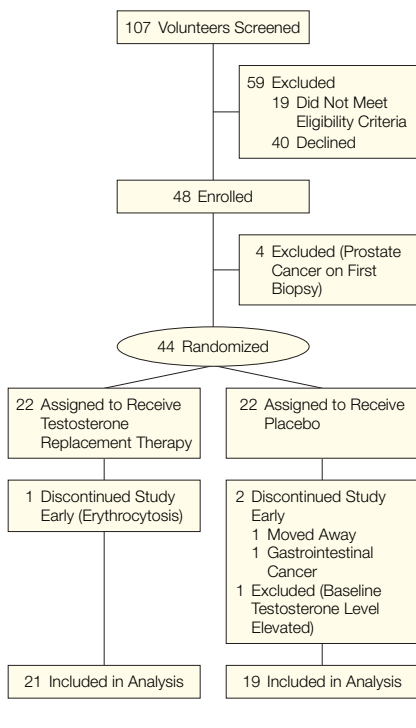 107 Volunteers Screened
59 Excluded
19 Did Not Meet
Eligibility Criteria
40 Declined
48 Enrolled
4 Excluded (Prostate
Cancer on First
Biopsy)
44 Randomized
22 Assigned to Receive
Testosterone
Replacement Therapy
22 Assigned to Receive
Placebo
1 Discontinued Study
Early (Erythrocytosis)
2 Discontinued Study
Early
1 Moved Away
1 Gastrointestinal
Cancer
1 Excluded (Baseline
Testosterone Level
Elevated)
21 Included in Analysis
19 Included in Analysis